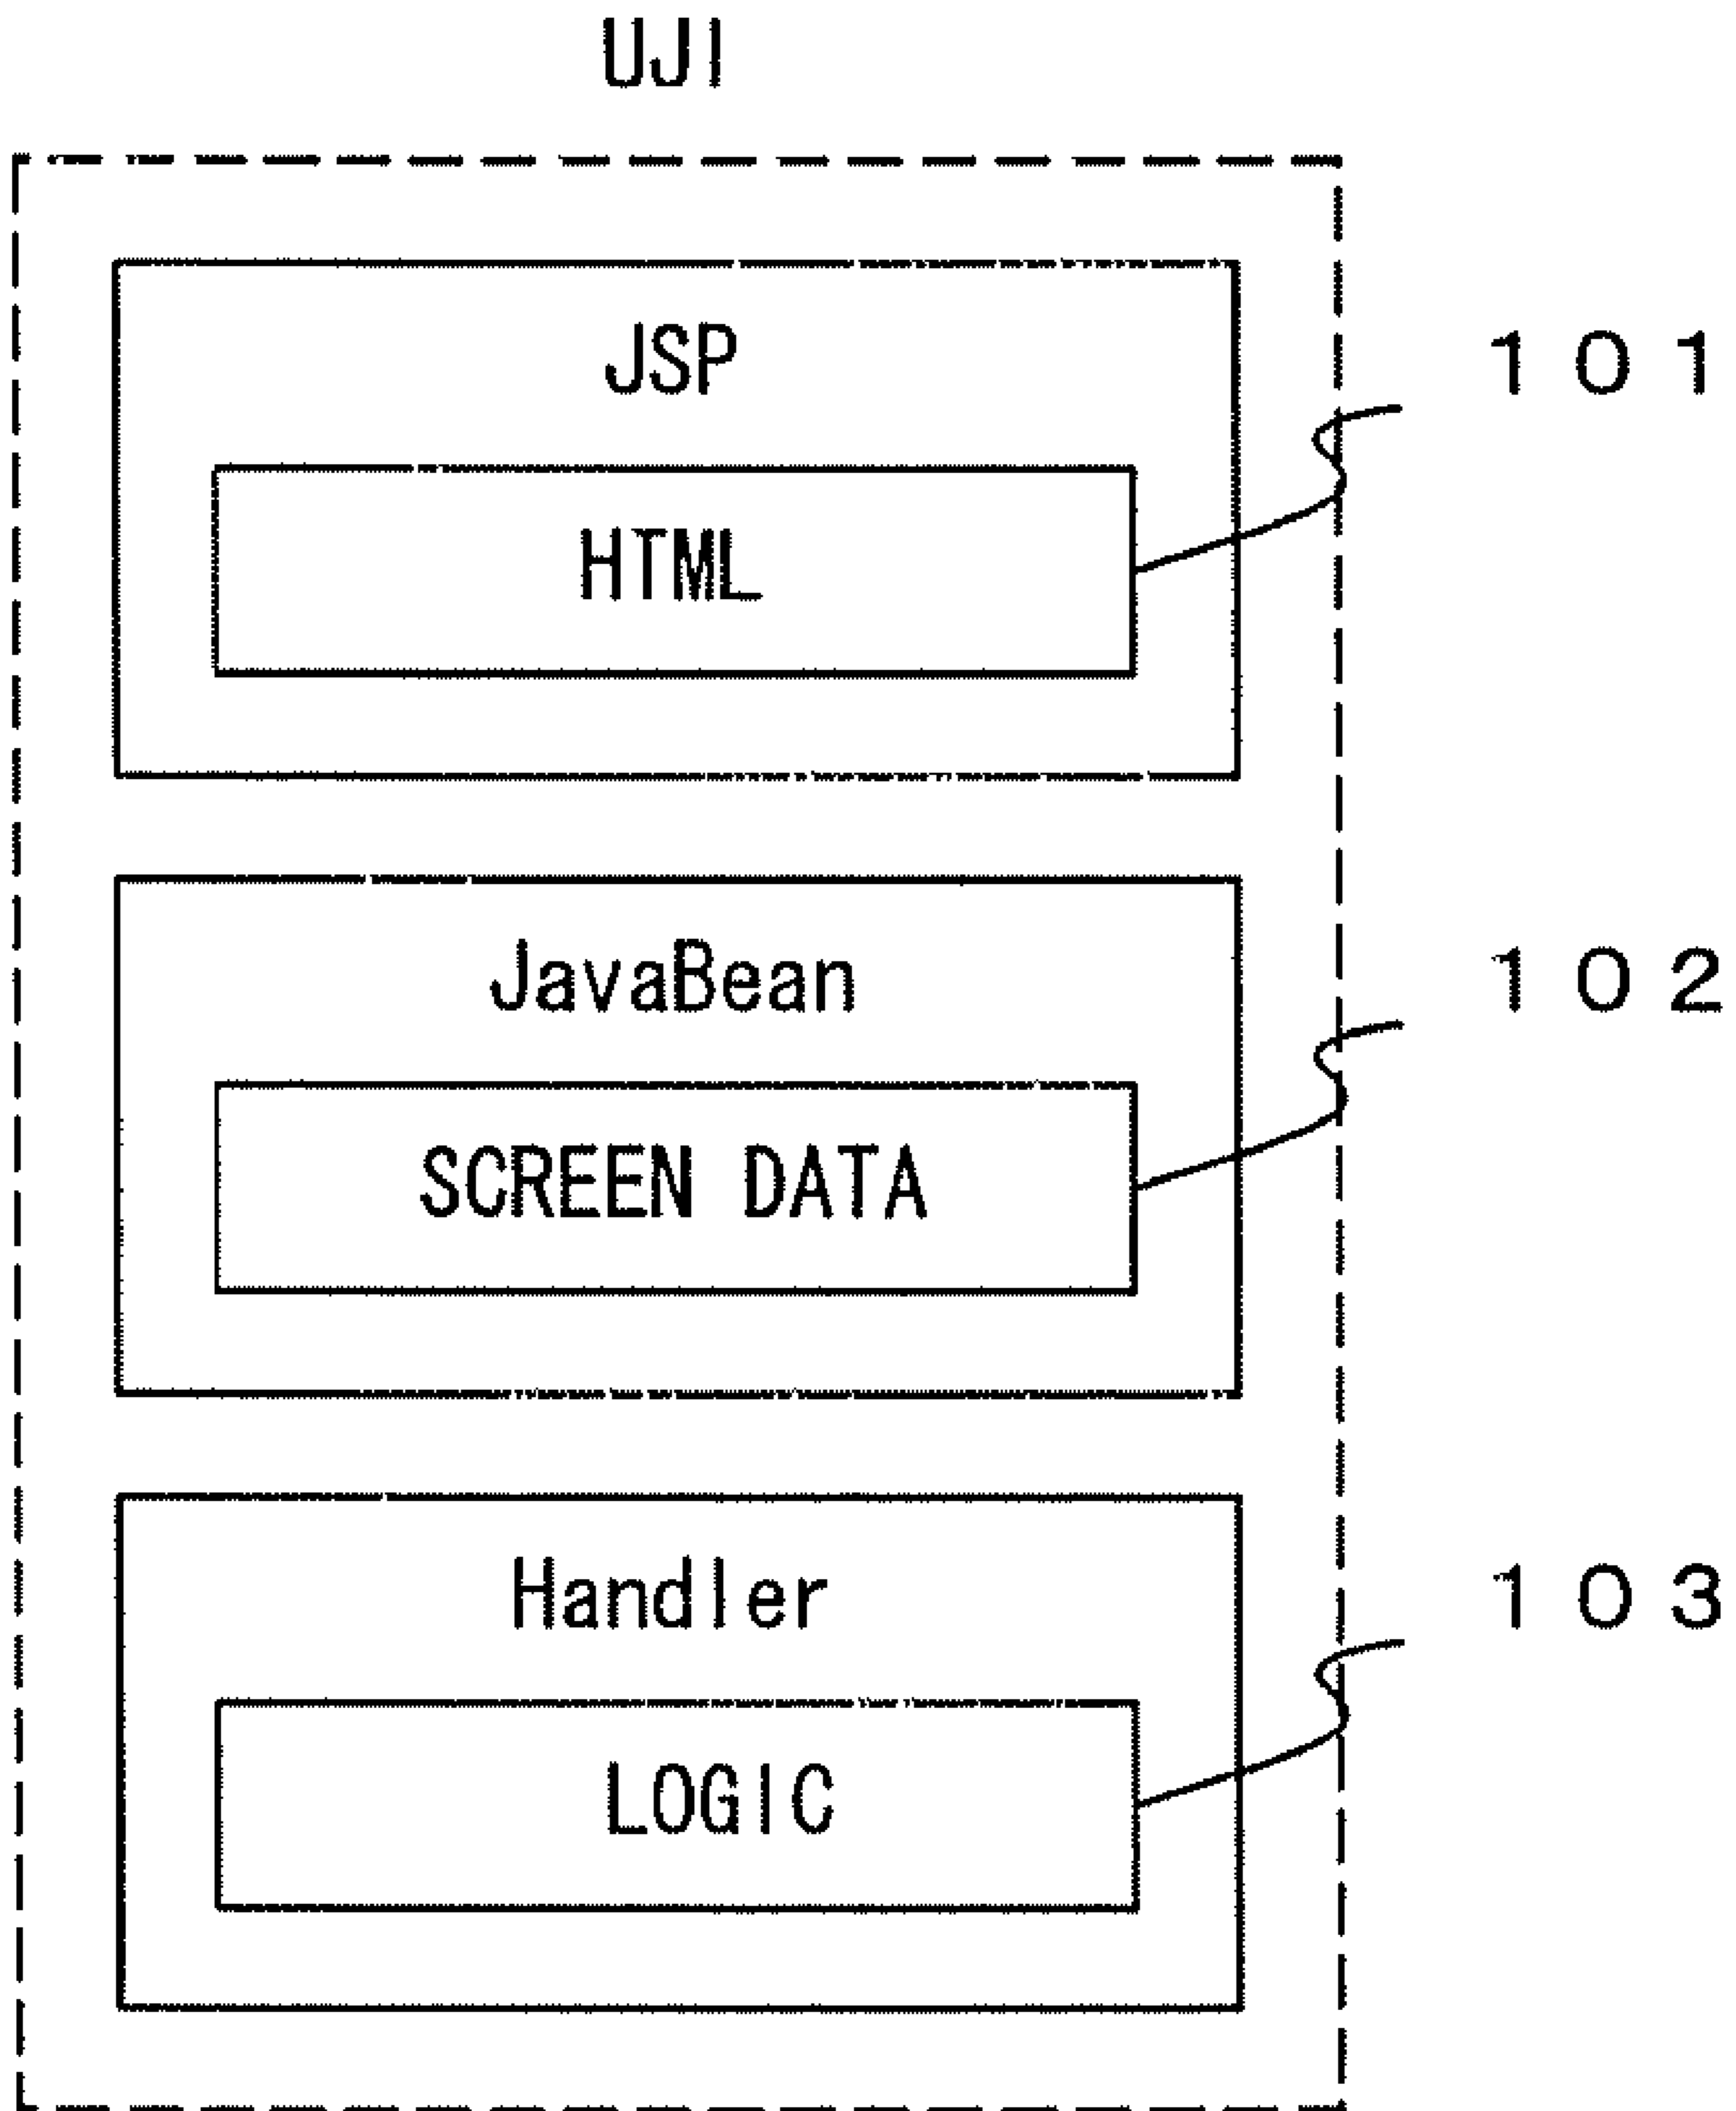 UJI
JSP
101
HTML
JavaBean
102
SCREEN DATA
Handler
103
LOGIC